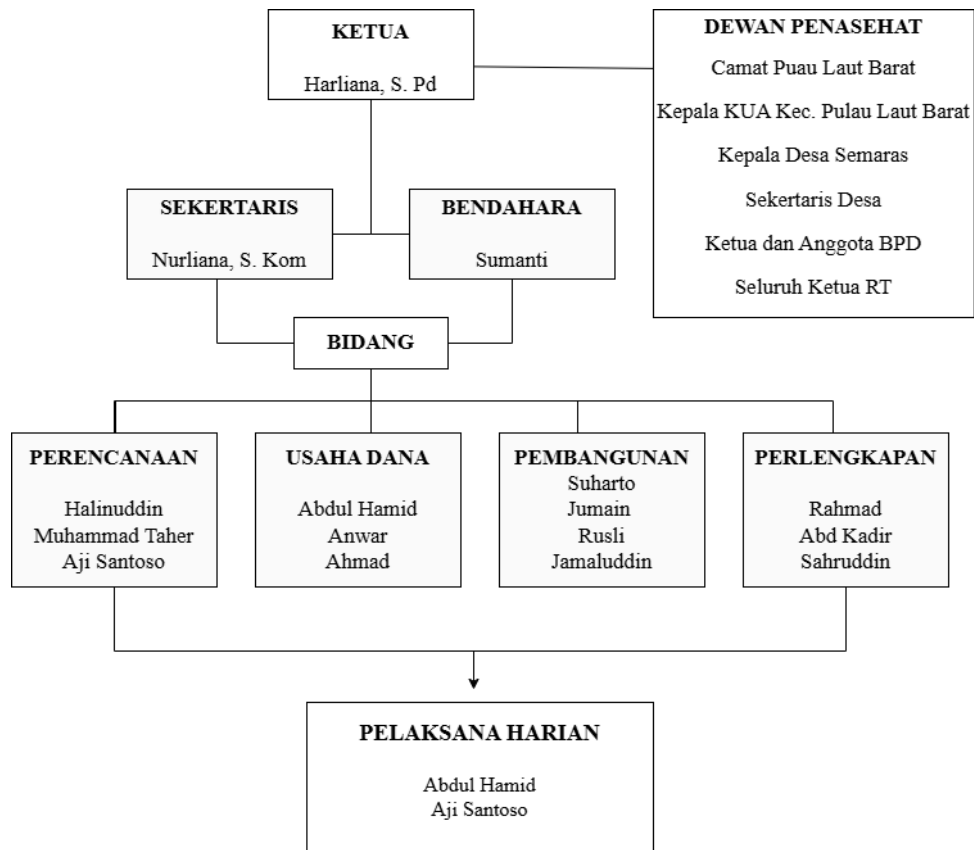 KETUA
Harliana, S. Pd
DEWAN PENASEHAT
Camat Puau Laut Barat
Kepala KUA Kec. Pulau Laut Barat
Kepala Desa Semaras
Sekertaris Desa
Ketua dan Anggota BPD
Seluruh Ketua RT
SEKERTARIS
Nurliana, S. Kom
BENDAHARA
Sumanti
BIDANG
PERENCANAAN
Halinuddin
Muhammad Taher
Aji Santoso
USAHA DANA
Abdul Hamid
Anwar
Ahmad
PEMBANGUNAN
Suharto
Jumain
Rusli
Jamaluddin
PERLENGKAPAN
Rahmad
Abd Kadir
Sahruddin
PELAKSANA HARIAN
Abdul Hamid
Aji Santoso